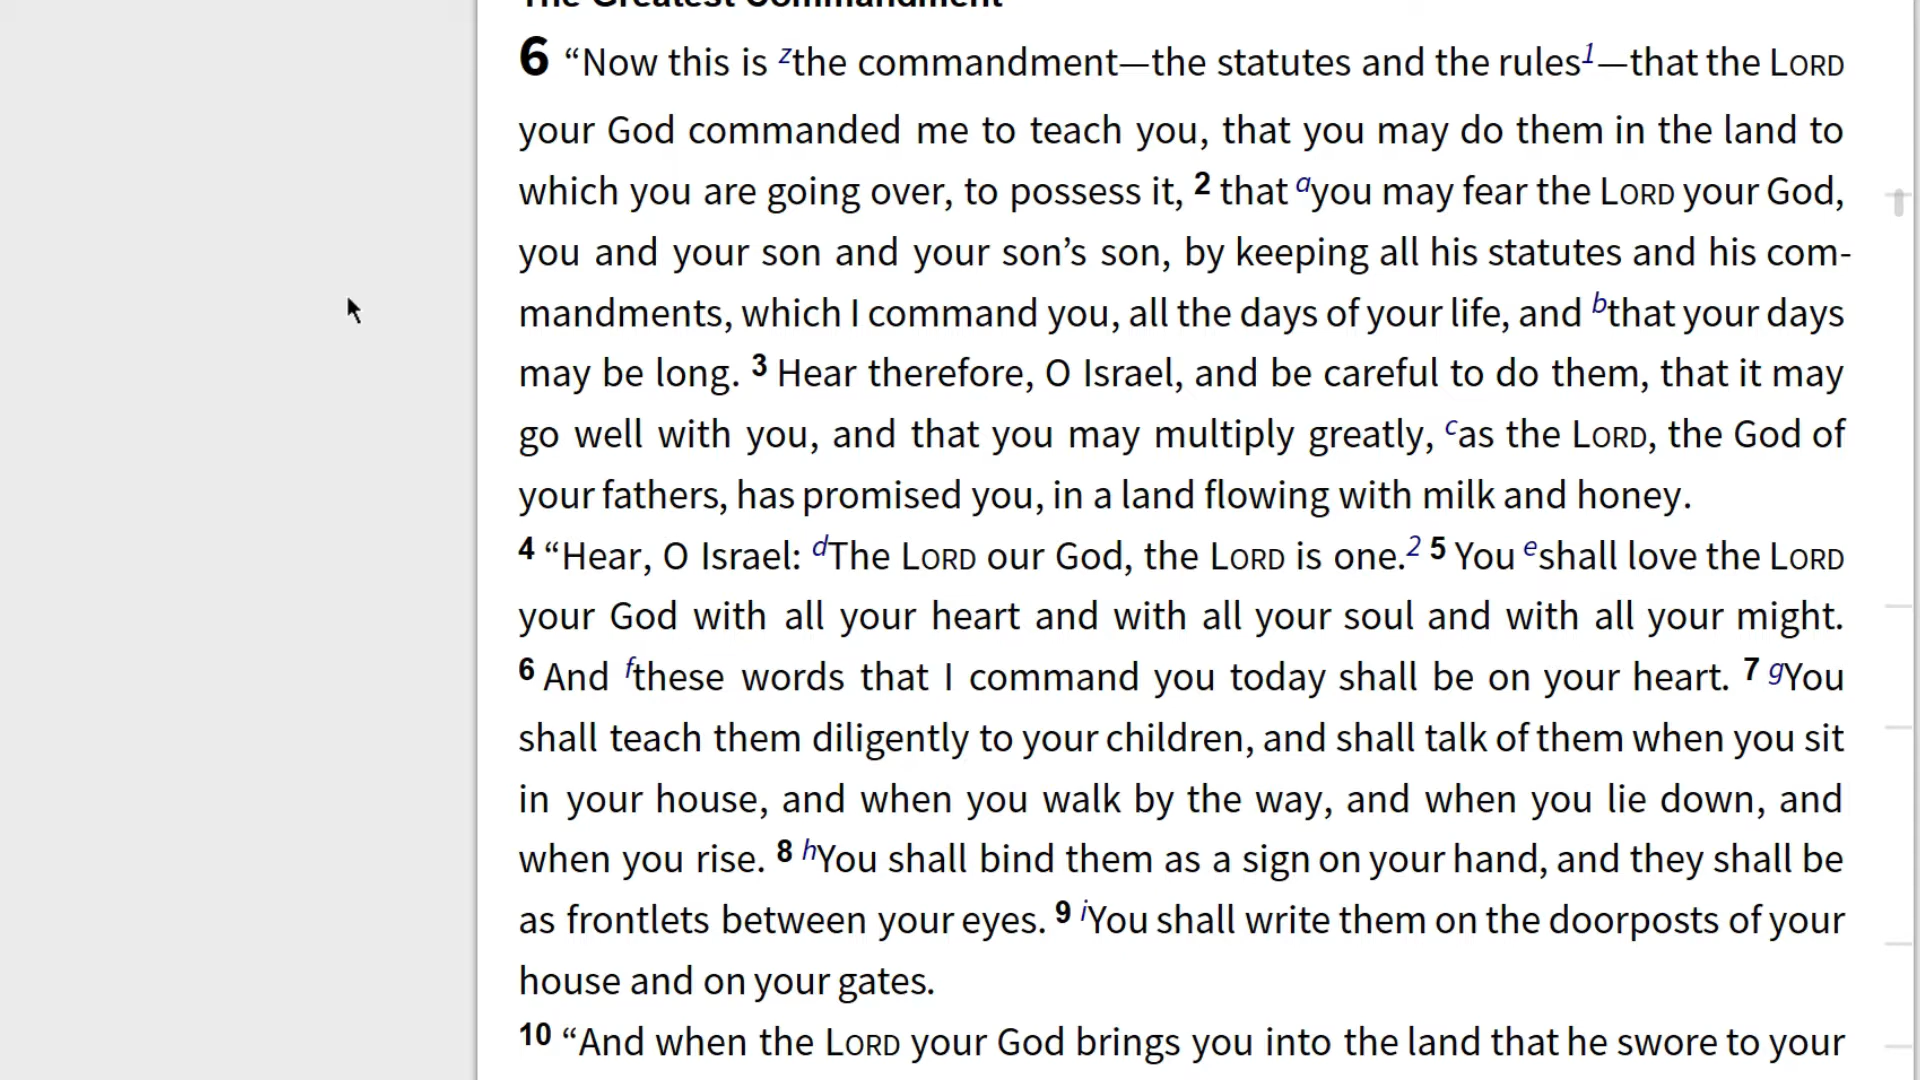 The Greatest Commandment
6 “Now this is zthe commandment—the statutes and the rules1—that the LORD
your God commanded me to teach you, that you may do them in the land to
which you are going over, to possess it, 2 that ayou may fear the LORD your God,
you and your son and your son’s son, by keeping all his statutes and his com-
mandments, which I command you, all the days of your life, and bthat your days
may be long. 3 Hear therefore, O Israel, and be careful to do them, that it may
go well with you, and that you may multiply greatly, cas the LORD, the God of
your fathers, has promised you, in a land flowing with milk and honey.
4 “Hear, O Israel: dThe LORD our God, the LORD is one.2 5 You eshall love the LORD
your God with all your heart and with all your soul and with all your might.
6 And fthese words that I command you today shall be on your heart. 7 gYou
shall teach them diligently to your children, and shall talk of them when you sit
in your house, and when you walk by the way, and when you lie down, and
when you rise. 8 hYou shall bind them as a sign on your hand, and they shall be
as frontlets between your eyes. 9 iYou shall write them on the doorposts of your
house and on your gates.
10 “And when the LORD your God brings you into the land that he swore to your